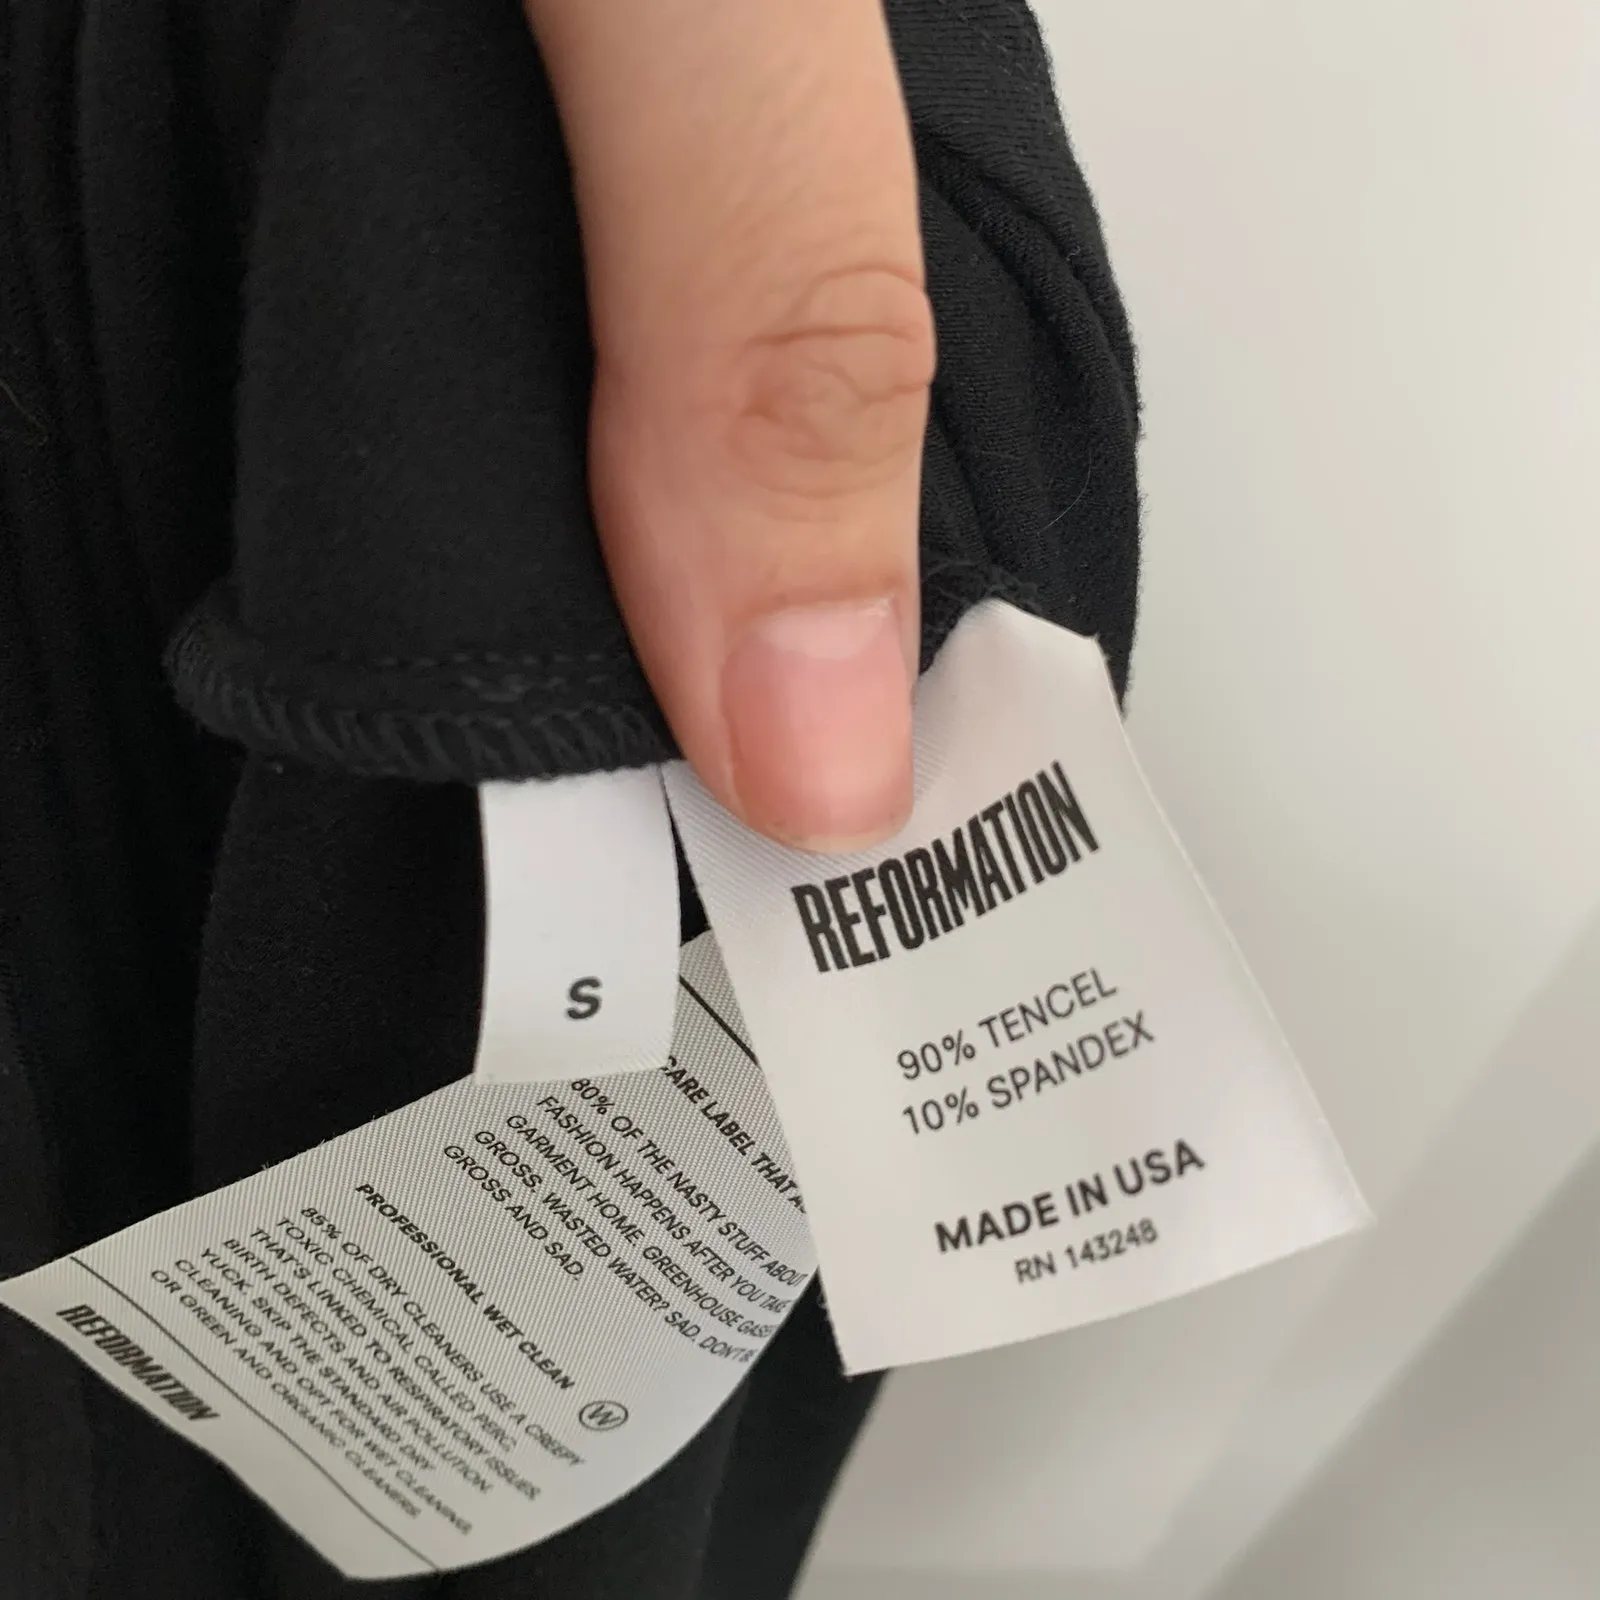 REFORMATION
90% TENCEL
10% SPANDEX
MADE IN USA
RN 143248
S
CARE LABEL THAT
80% OF THE NASTY STUFF ABOUT
FASHION HAPPENS AFTER YOU TAKE
GARMENT HOME. GREENHOUSE GASES
GROSS. WASTED WATER? SAD. DON'T
GROSS AND SAD.
PROFESSIONAL WET CLEAN
W
85% OF DRY CLEANERS USE A CREEPY
TOXIC CHEMICAL CALLED PERC,
THAT'S LINKED TO RESPIRATORY ISSUES,
BIRTH DEFECTS AND AIR POLLUTION.
YUCK. SKIP THE STANDARD DRY
CLEANING AND OPT FOR WET CLEANING,
OR GREEN AND ORGANIC CLEANERS.
REFORMATION